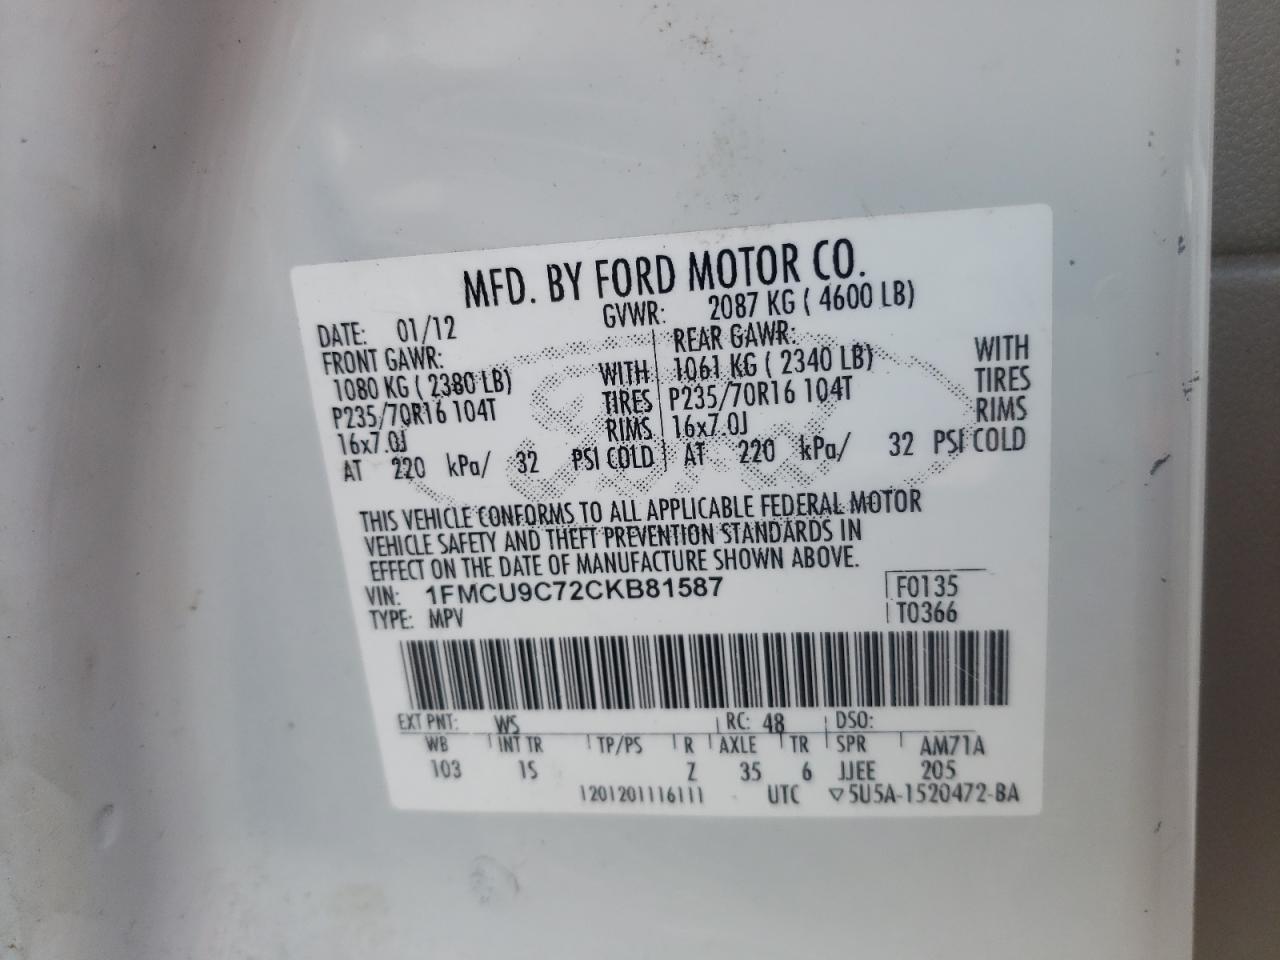 MFD. BY FORD MOTOR CO.
DATE: 01/12 GVWR: 2087 KG ( 4600 LB)
FRONT GAWR: REAR GAWR:
1080 KG ( 2380 LB) WITH 1061 KG ( 2340 LB) WITH
P235/70R16 104T TIRES P235/70R16 104T TIRES
16x7.0J RIMS 16x7.0J RIMS
AT 220 kPa/ 32 PSI COLD AT 220 kPa/ 32 PSI COLD
THIS VEHICLE CONFORMS TO ALL APPLICABLE FEDERAL MOTOR
VEHICLE SAFETY AND THEFT PREVENTION STANDARDS IN
EFFECT ON THE DATE OF MANUFACTURE SHOWN ABOVE.
VIN: 1FMCU9C72CKB81587 F0135
TYPE: MPV T0366
EXT PNT: WS RC: 48 DSO:
WB INT TR TP/PS R AXLE TR SPR AM71A
103 1S Z 35 6 JJEE 205
1201201116111 UTC ▽5U5A-1520472-BA